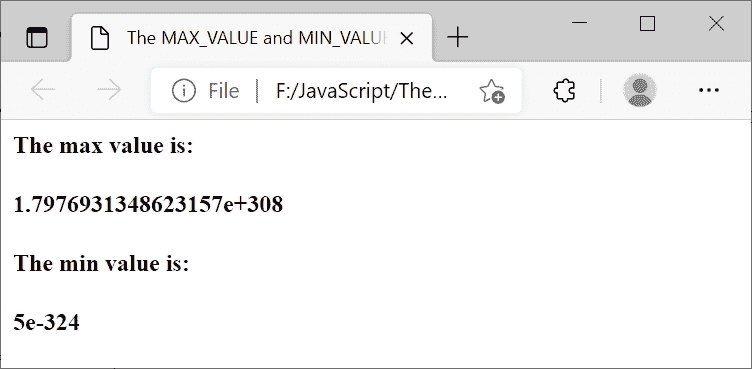 The MAX_VALUE and MIN_VALU
File
F:/JavaScript/The...
The max value is:
1.7976931348623157e+308
The min value is:
5e-324